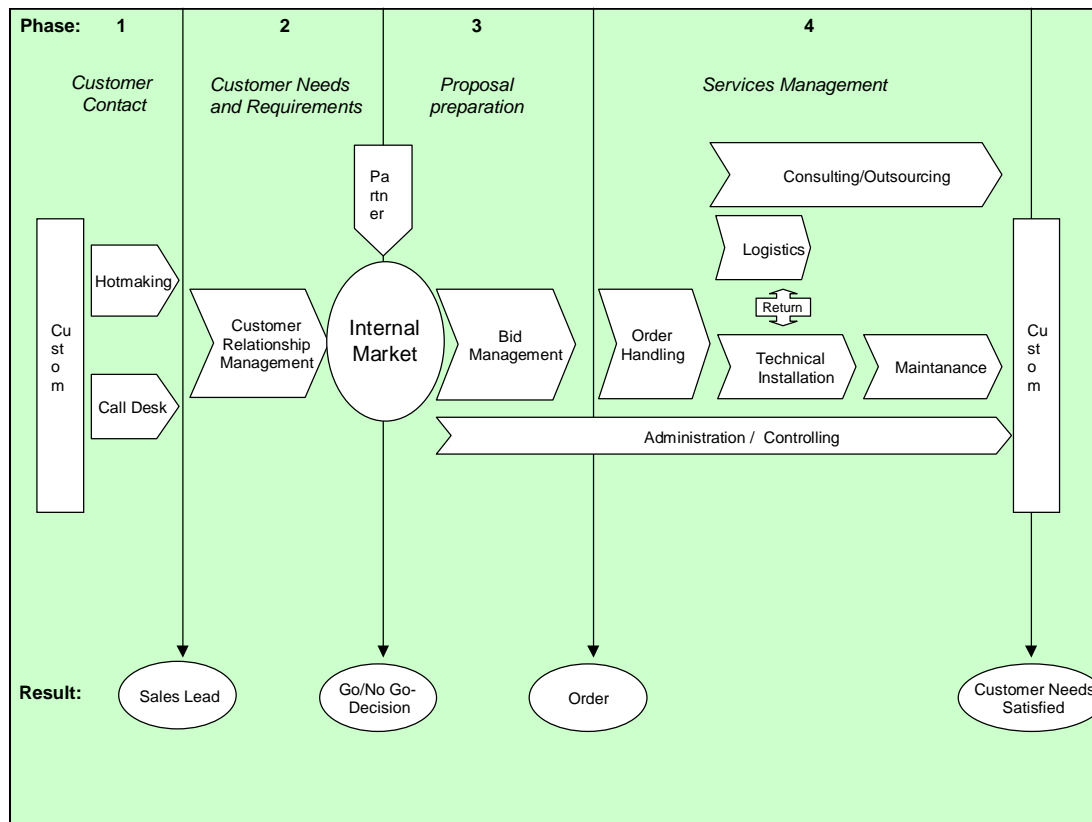 Phase: 1 2 3 4
Customer
Contact
Customer Needs
and Requirements
Proposal
preparation
Services Management
Pa
rtn
er
Consulting/Outsourcing
Cu
st
o m
Hotmaking
Call Desk
Customer
Relationship
Management
Internal
Market
Bid
Management
Order
Handling
Logistics
Return
Technical
Installation
Maintanance
Administration / Controlling
Cu
st
o m
Result:
Sales Lead
Go/No Go-
Decision
Order
Customer Needs
Satisfied